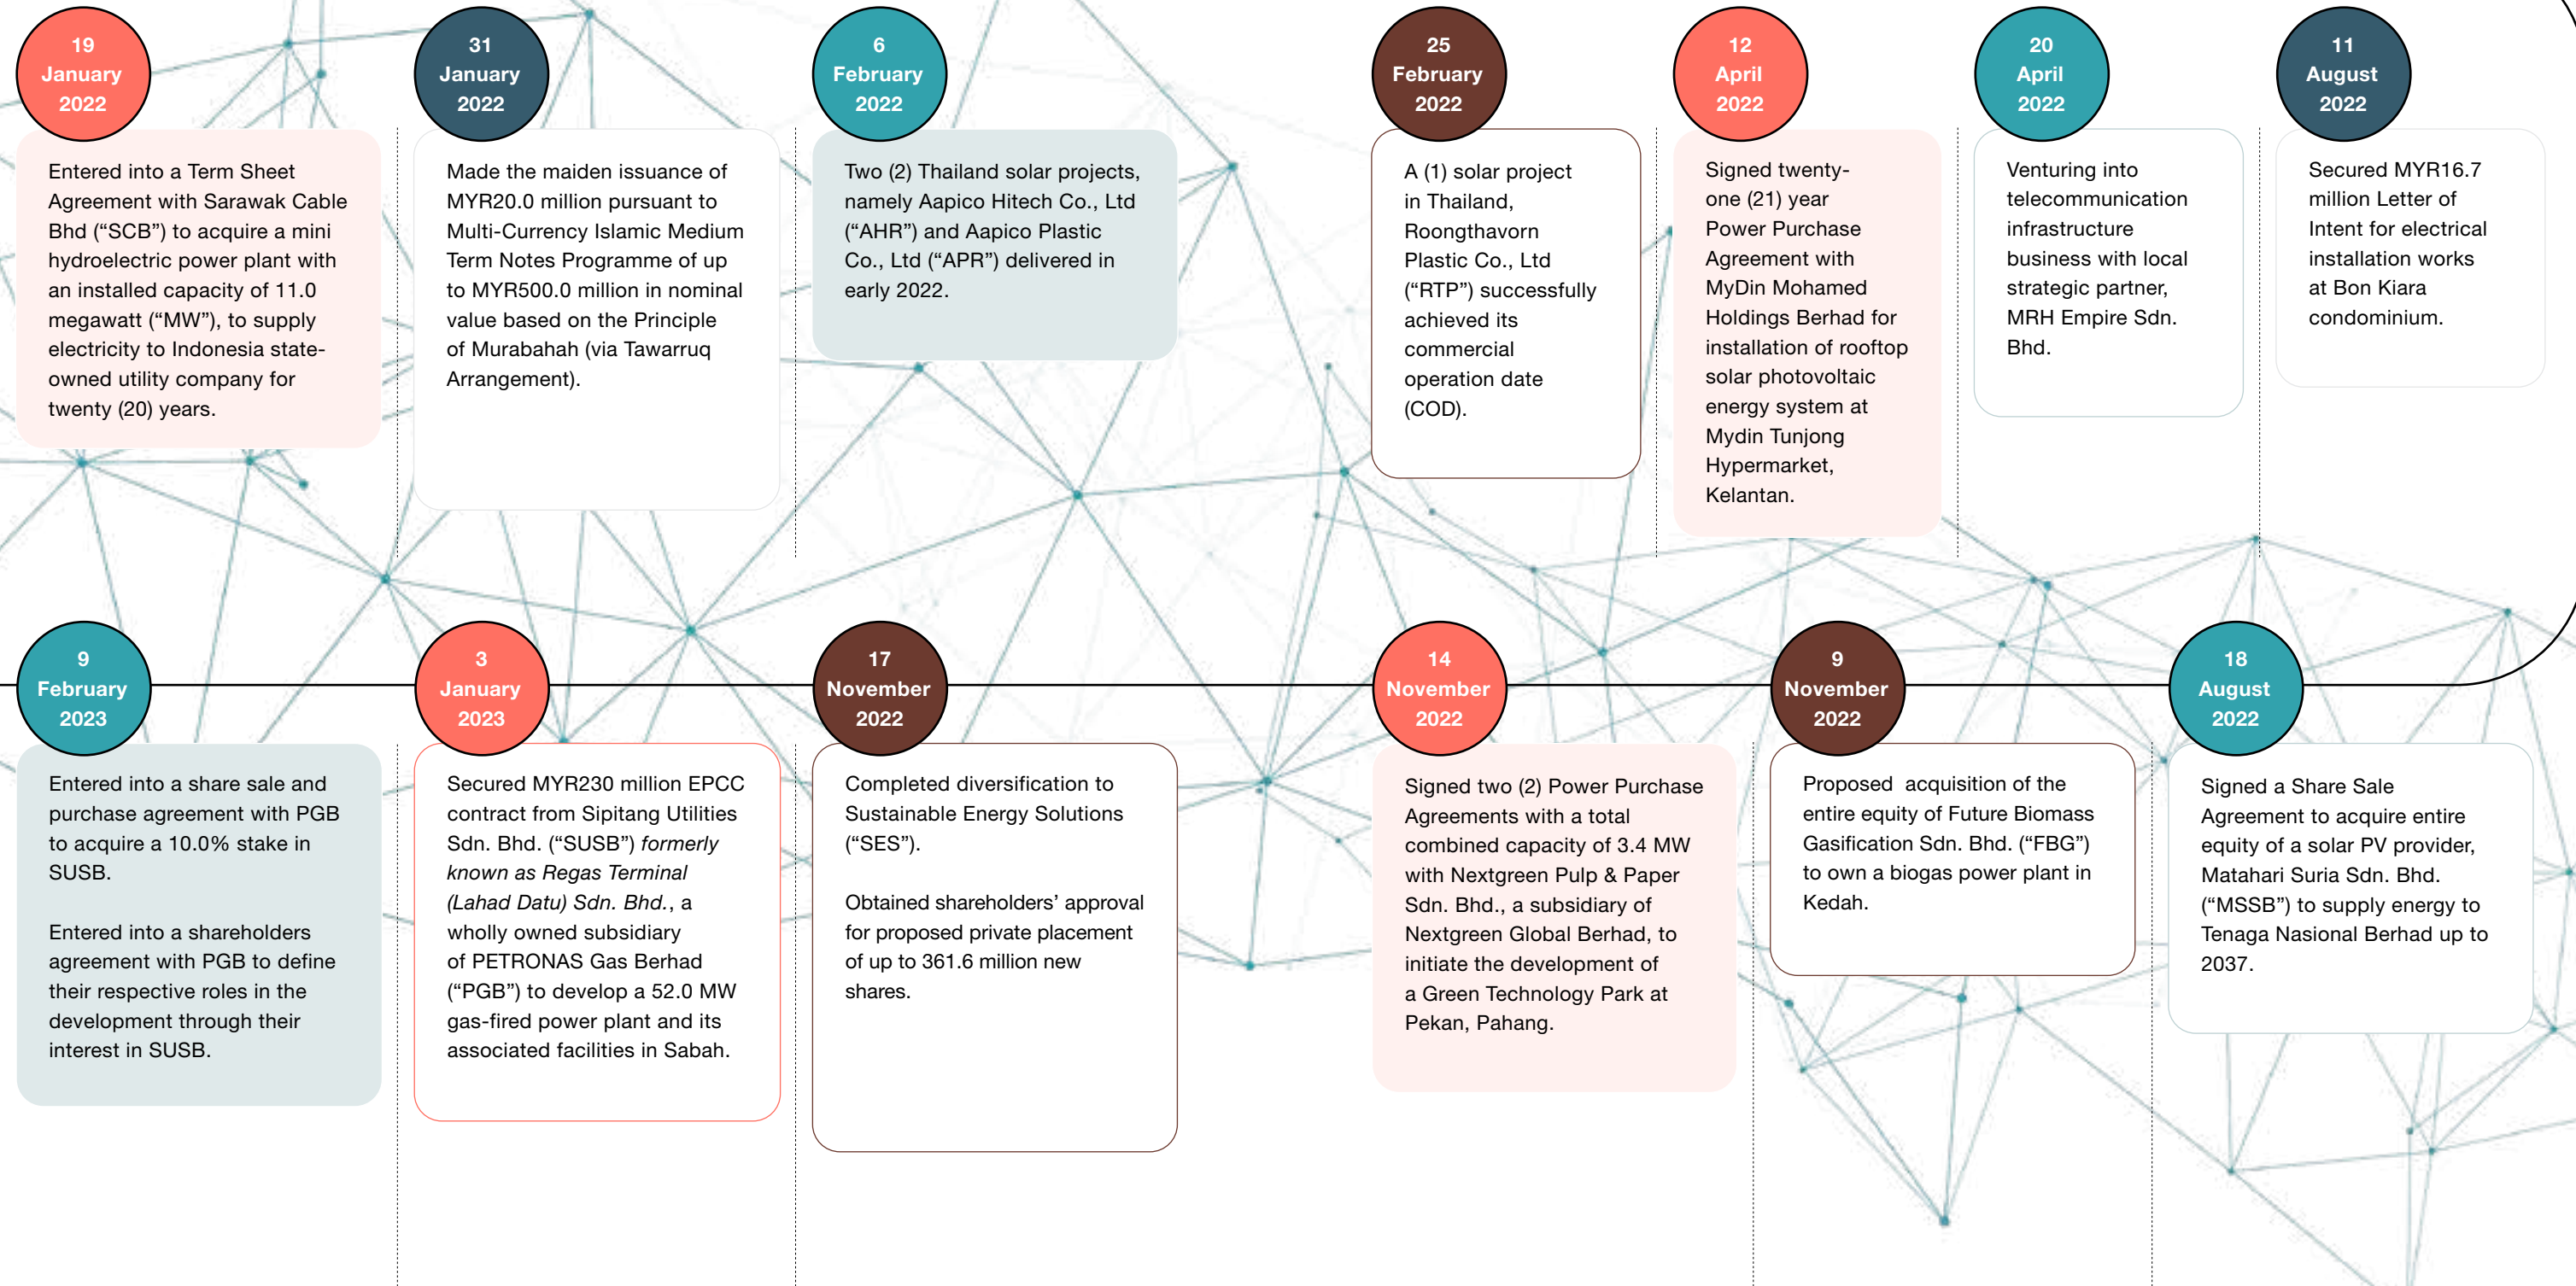 19
January
2022
Entered into a Term Sheet
Agreement with Sarawak Cable
Bhd (“SCB”) to acquire a mini
hydroelectric power plant with
an installed capacity of 11.0
megawatt (“MW”), to supply
electricity to Indonesia state-
owned utility company for
twenty (20) years.
31
January
2022
Made the maiden issuance of
MYR20.0 million pursuant to
Multi-Currency Islamic Medium
Term Notes Programme of up
to MYR500.0 million in nominal
value based on the Principle
of Murabahah (via Tawarruq
Arrangement).
6
February
2022
Two (2) Thailand solar projects,
namely Aapico Hitech Co., Ltd
(“AHR”) and Aapico Plastic
Co., Ltd (“APR”) delivered in
early 2022.
25
February
2022
A (1) solar project
in Thailand,
Roongthavorn
Plastic Co., Ltd
(“RTP”) successfully
achieved its
commercial
operation date
(COD).
12
April
2022
Signed twenty-
one (21) year
Power Purchase
Agreement with
MyDin Mohamed
Holdings Berhad for
installation of rooftop
solar photovoltaic
energy system at
Mydin Tunjong
Hypermarket,
Kelantan.
20
April
2022
Venturing into
telecommunication
infrastructure
business with local
strategic partner,
MRH Empire Sdn.
Bhd.
11
August
2022
Secured MYR16.7
million Letter of
Intent for electrical
installation works
at Bon Kiara
condominium.
9
February
2023
Entered into a share sale and
purchase agreement with PGB
to acquire a 10.0% stake in
SUSB.
Entered into a shareholders
agreement with PGB to define
their respective roles in the
development through their
interest in SUSB.
3
January
2023
Secured MYR230 million EPCC
contract from Sipitang Utilities
Sdn. Bhd. (“SUSB”) formerly
known as Regas Terminal
(Lahad Datu) Sdn. Bhd., a
wholly owned subsidiary
of PETRONAS Gas Berhad
(“PGB”) to develop a 52.0 MW
gas-fired power plant and its
associated facilities in Sabah.
17
November
2022
Completed diversification to
Sustainable Energy Solutions
(“SES”).
Obtained shareholders’ approval
for proposed private placement
of up to 361.6 million new
shares.
14
November
2022
Signed two (2) Power Purchase
Agreements with a total
combined capacity of 3.4 MW
with Nextgreen Pulp & Paper
Sdn. Bhd., a subsidiary of
Nextgreen Global Berhad, to
initiate the development of
a Green Technology Park at
Pekan, Pahang.
9
November
2022
Proposed  acquisition of the
entire equity of Future Biomass
Gasification Sdn. Bhd. (“FBG”)
to own a biogas power plant in
Kedah.
18
August
2022
Signed a Share Sale
Agreement to acquire entire
equity of a solar PV provider,
Matahari Suria Sdn. Bhd.
(“MSSB”) to supply energy to
Tenaga Nasional Berhad up to
2037.